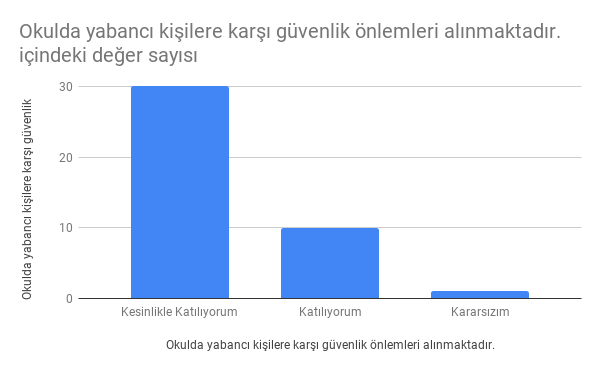 Okulda yabancı kişilere karşı güvenlik önlemleri alınmaktadır.
içindeki değer sayısı
Okulda yabancı kişilere karşı güvenlik
30
20
10
0
Kesinlikle Katılıyorum
Katılıyorum
Kararsızım
Okulda yabancı kişilere karşı güvenlik önlemleri alınmaktadır.